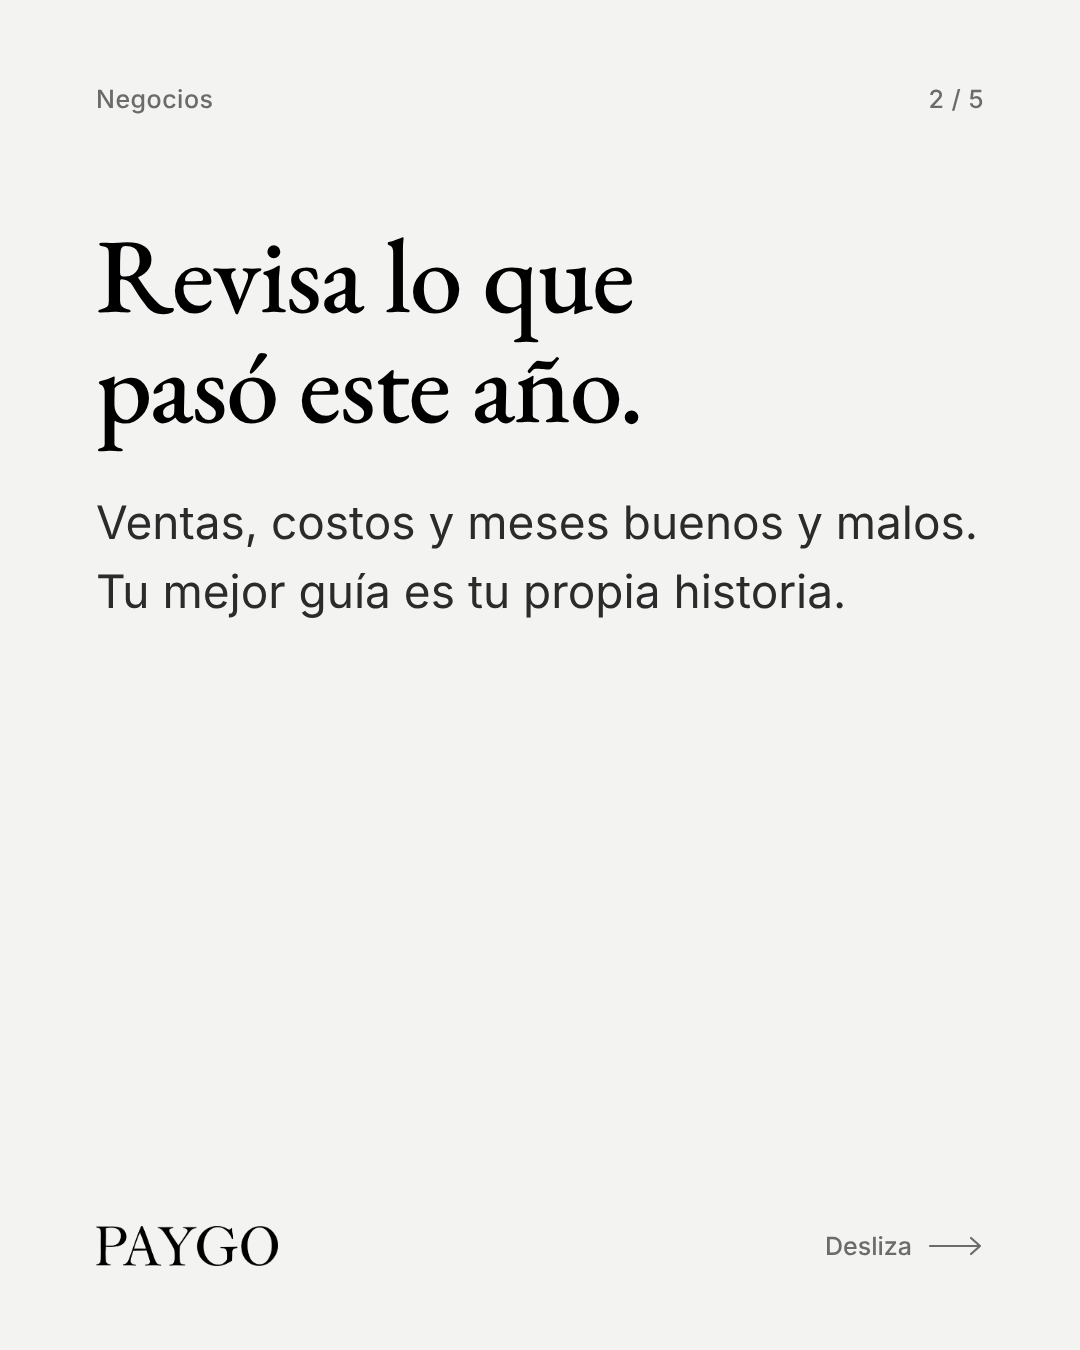 Negocios
2 / 5
Revisa lo que
pasó este año.
Ventas, costos y meses buenos y malos.
Tu mejor guía es tu propia historia.
PAYGO
Desliza